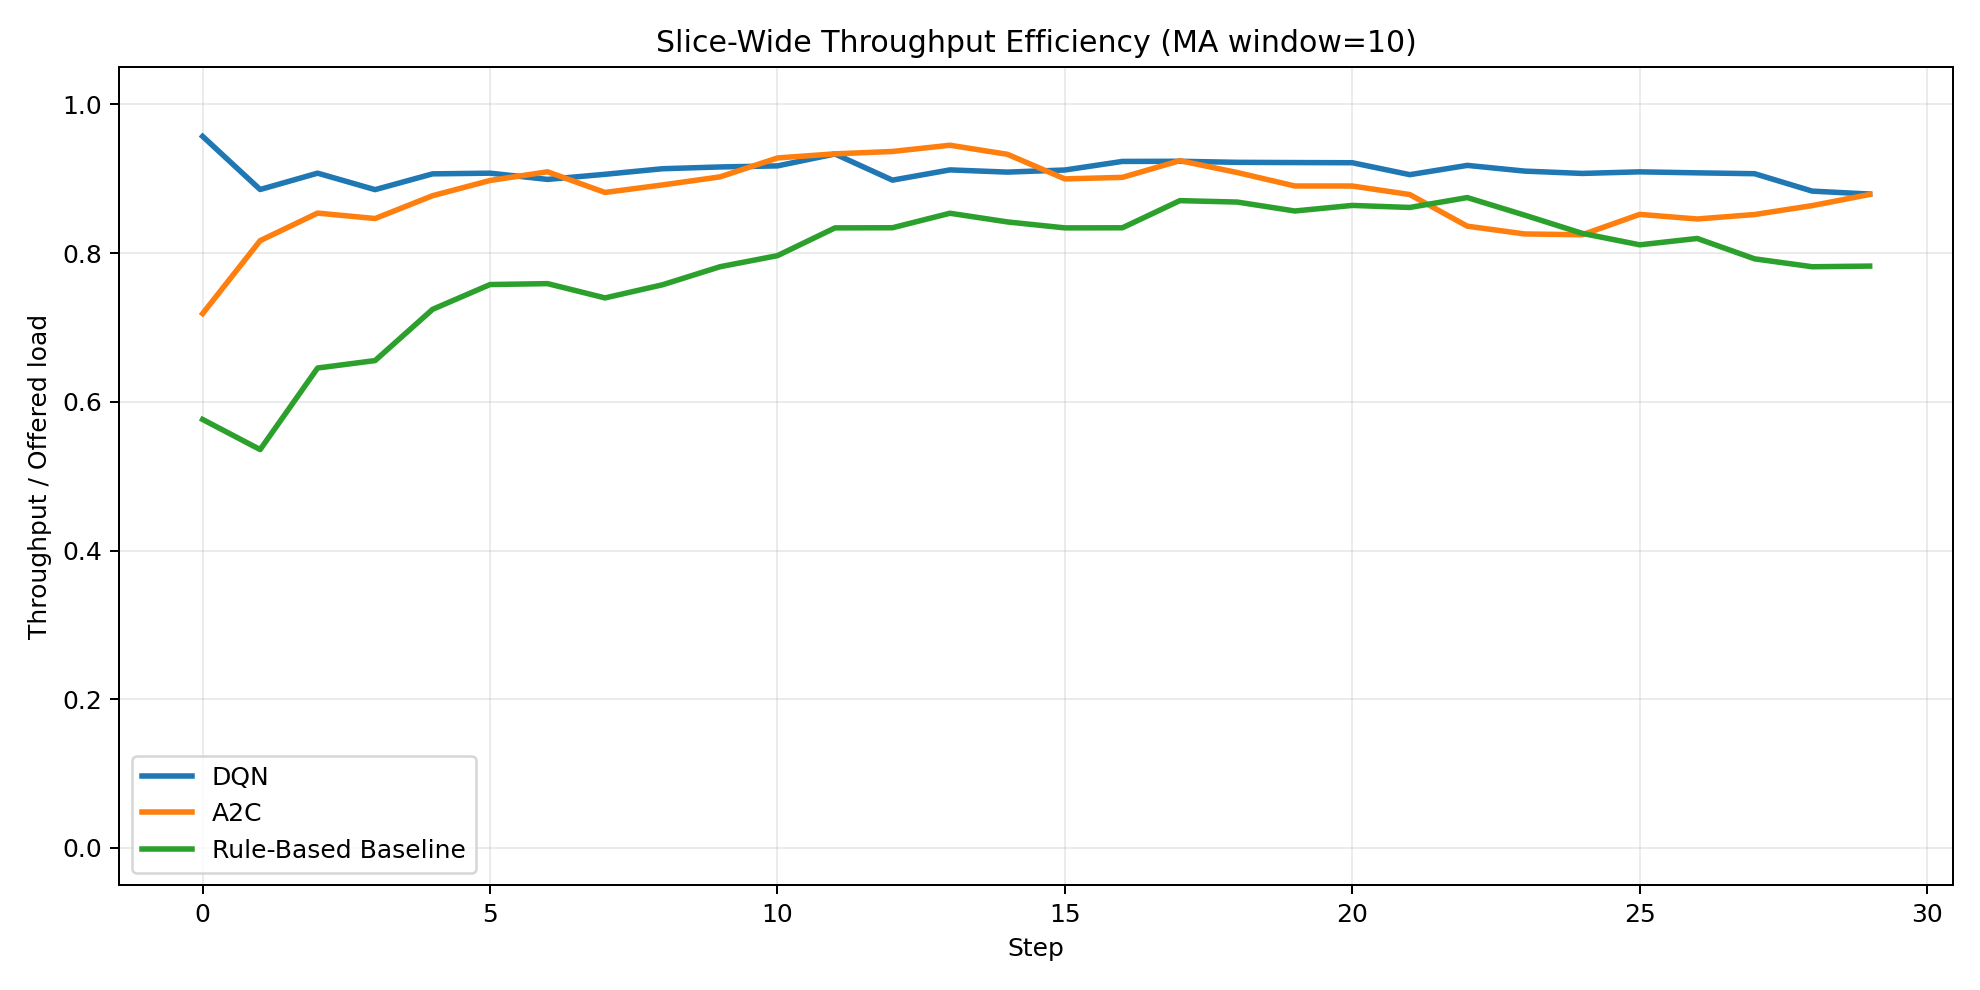 Slice-Wide Throughput Efficiency (MA window=10)
Throughput / Offered load
1.0
0.8
0.6
0.4
0.2
0.0
DQN
A2C
Rule-Based Baseline
0 5 10 15 20 25 30
Step